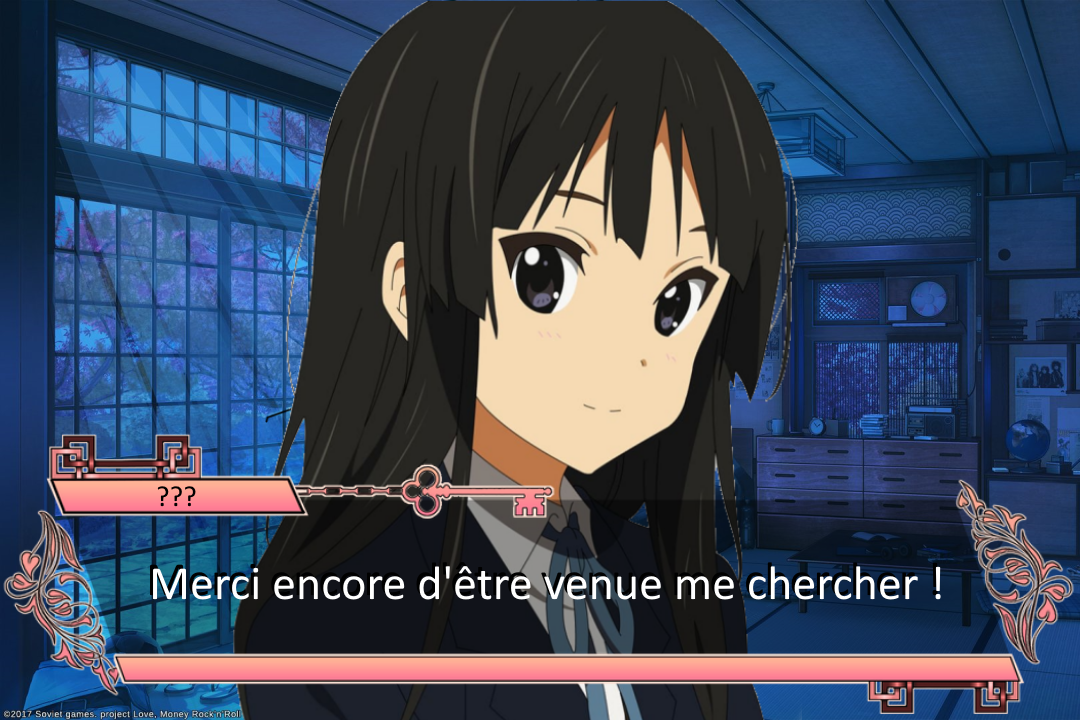 ???
Merci encore d'être venue me chercher !
©2017 Soviet games. project Love, Money Rock'n'Roll